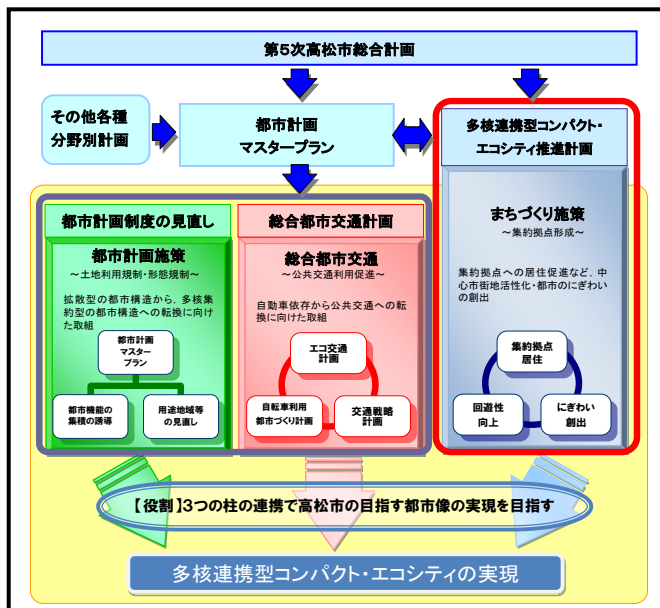 第5次高松市総合計画
その他各種
分野別計画
都市計画
マスタープラン
多核連携型コンパクト・
エコシティ推進計画
都市計画制度の見直し
都市計画施策
～土地利用規制・形態規制～
拡散型の都市構造から，多核集
約型の都市構造への転換に向け
た取組
都市計画
マスター
プラン
都市機能の
集積の誘導
用途地域等
の見直し
総合都市交通計画
総合都市交通
～公共交通利用促進～
自動車依存から公共交通への転
換に向けた取組
エコ交通
計画
自転車利用
都市づくり計画
交通戦略
計画
まちづくり施策
～集約拠点形成～
集約拠点への居住促進など，中
心市街地活性化・都市のにぎわい
の創出
集約拠点
居住
回遊性
向上
にぎわい
創出
【役割】3つの柱の連携で高松市の目指す都市像の実現を目指す
多核連携型コンパクト・エコシティの実現